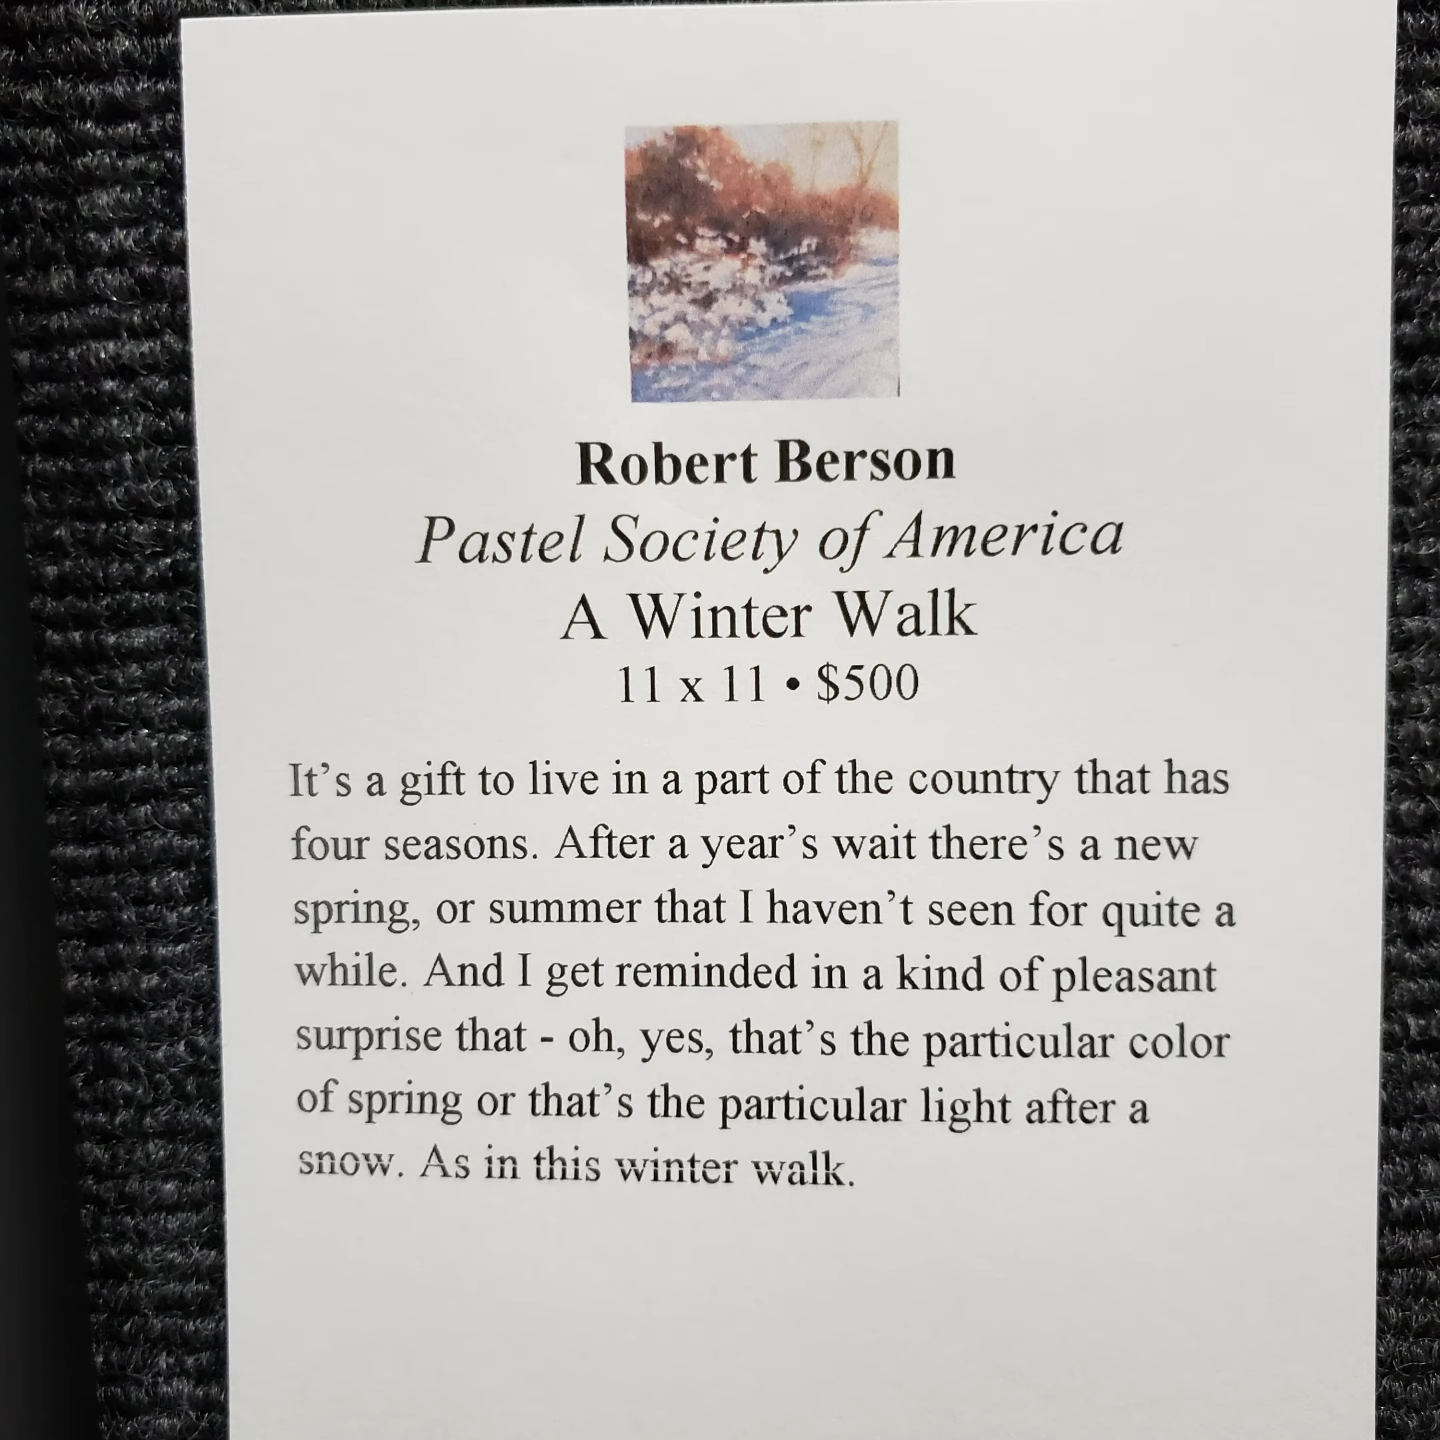 Robert Berson
Pastel Society of America
A Winter Walk
11 x 11 • $500
It’s a gift to live in a part of the country that has
four seasons. After a year’s wait there’s a new
spring, or summer that I haven’t seen for quite a
while. And I get reminded in a kind of pleasant
surprise that - oh, yes, that’s the particular color
of spring or that’s the particular light after a
snow. As in this winter walk.